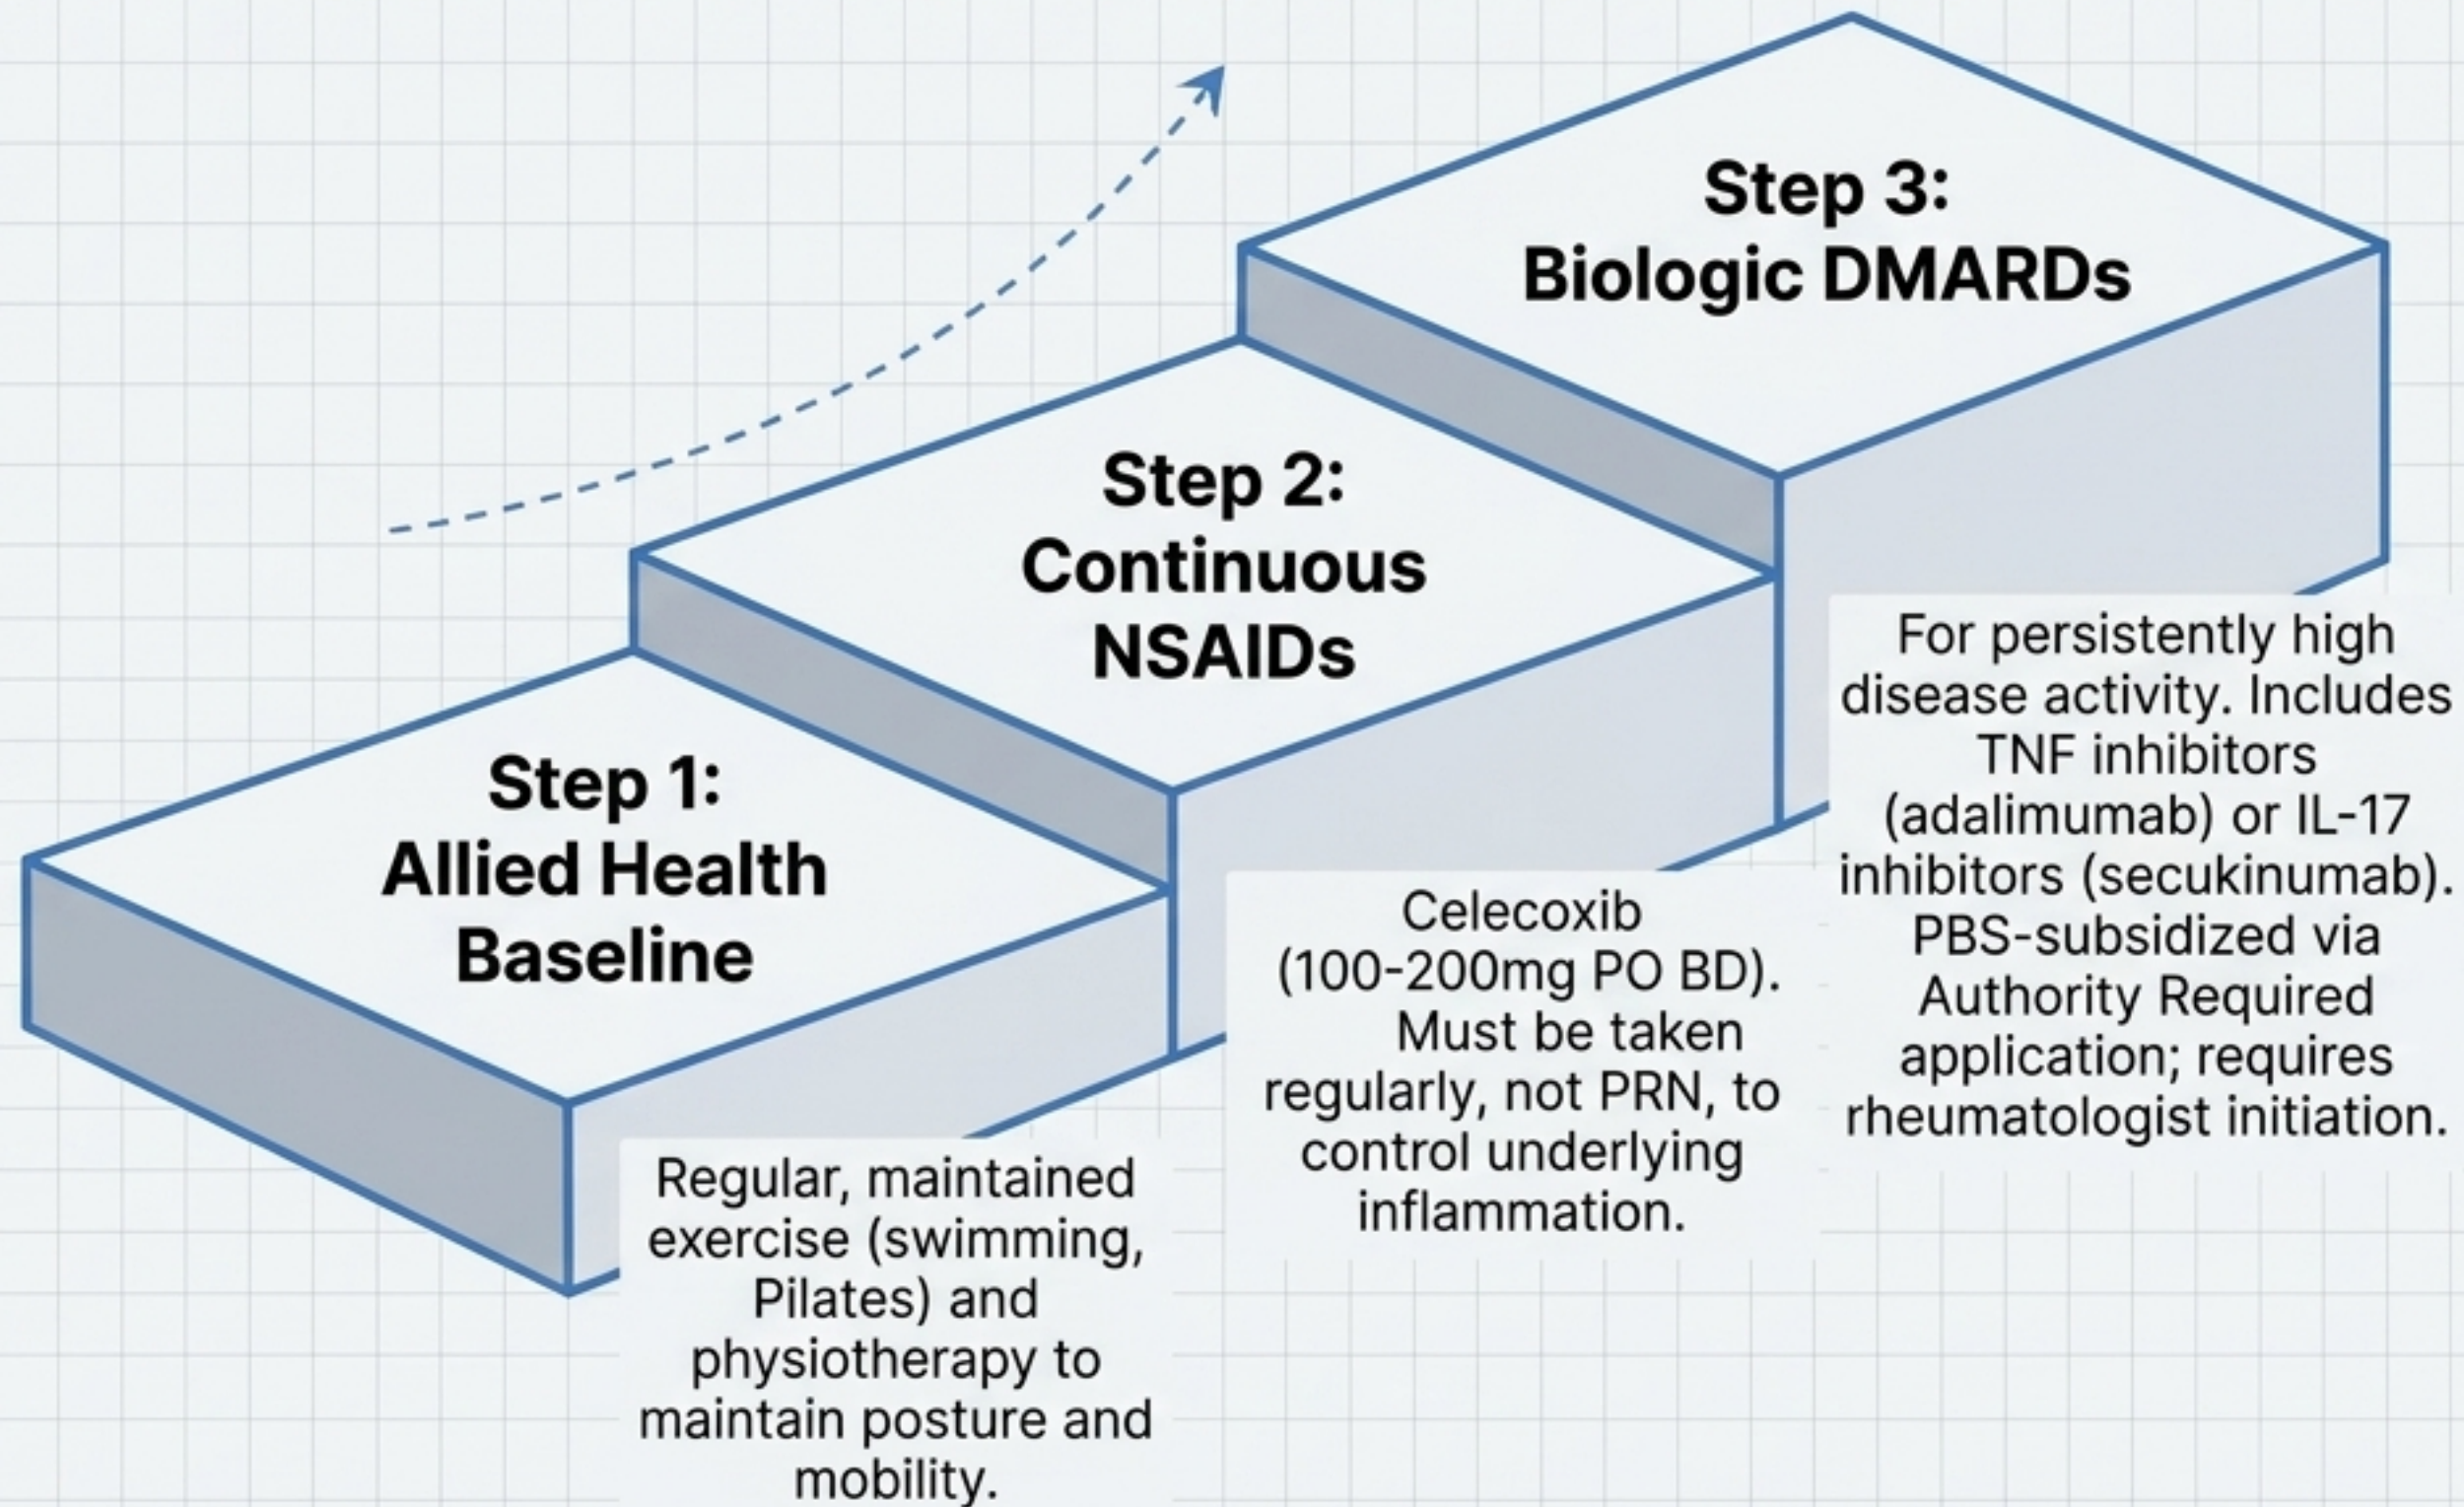 Step 1:
Allied Health
Baseline
Regular, maintained
exercise (swimming,
Pilates) and
physiotherapy to
maintain posture and
mobility.
Step 2:
Continuous
NSAIDs
Celecoxib
(100-200mg PO BD).
Must be taken
regularly, not PRN, to
control underlying
inflammation.
Step 3:
Biologic DMARDs
For persistently high
disease activity. Includes
TNF inhibitors
(adalimumab) or IL-17
inhibitors (secukinumab).
PBS-subsidized via
Authority Required
application; requires
rheumatologist initiation.